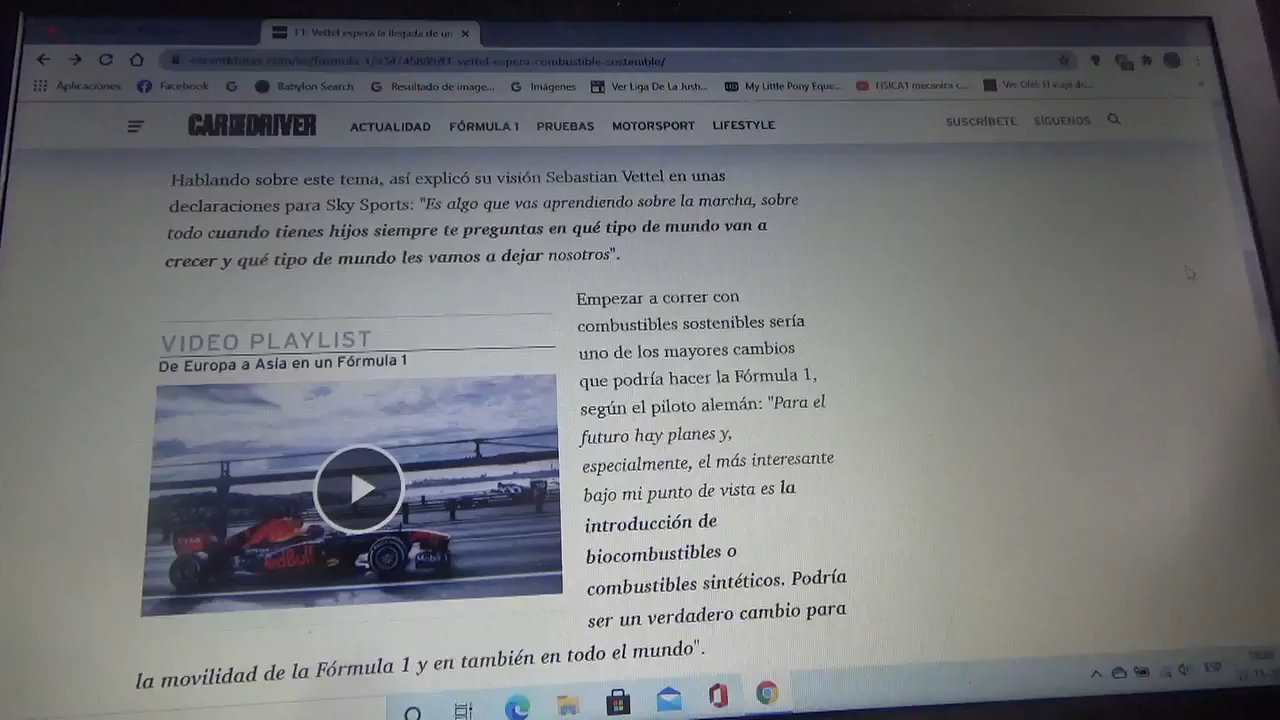 F1: Vettel espera la llegada de un
Aplicaciones
Facebook
Babylon Search
Resultado de image...
Imágenes
Ver Liga De La Justi...
My Little Pony Eque...
FISICA1 mecanica c...
CAR AND DRIVER
ACTUALIDAD
FÓRMULA 1
PRUEBAS
MOTORSPORT
LIFESTYLE
SUSCRÍBETE
SÍGUENOS
Hablando sobre este tema, así explicó su visión Sebastian Vettel en unas
declaraciones para Sky Sports: "Es algo que vas aprendiendo sobre la marcha, sobre
todo cuando tienes hijos siempre te preguntas en qué tipo de mundo van a
crecer y qué tipo de mundo les vamos a dejar nosotros".
VIDEO PLAYLIST
De Europa a Asia en un Fórmula 1
RedBull
Mobil
Empezar a correr con
combustibles sostenibles sería
uno de los mayores cambios
que podría hacer la Fórmula 1,
según el piloto alemán: "Para el
futuro hay planes y,
especialmente, el más interesante
bajo mi punto de vista es la
introducción de
biocombustibles o
combustibles sintéticos. Podría
ser un verdadero cambio para
la movilidad de la Fórmula 1 y en también en todo el mundo".
ESP